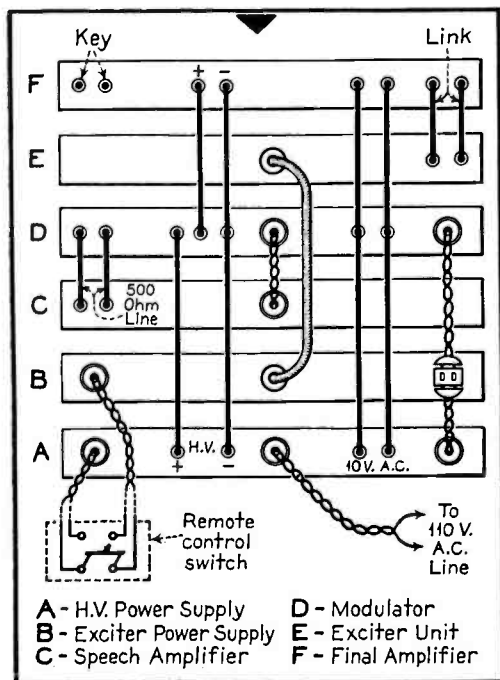 Key
Link
F
+ -
E
D
500
Ohm
Line
C
B
A
H.V.
+ -
10 V. A.C.
Remote
control
switch
To
110 V.
A.C.
Line
A - H.V. Power Supply
B - Exciter Power Supply
C - Speech Amplifier
D - Modulator
E - Exciter Unit
F - Final Amplifier